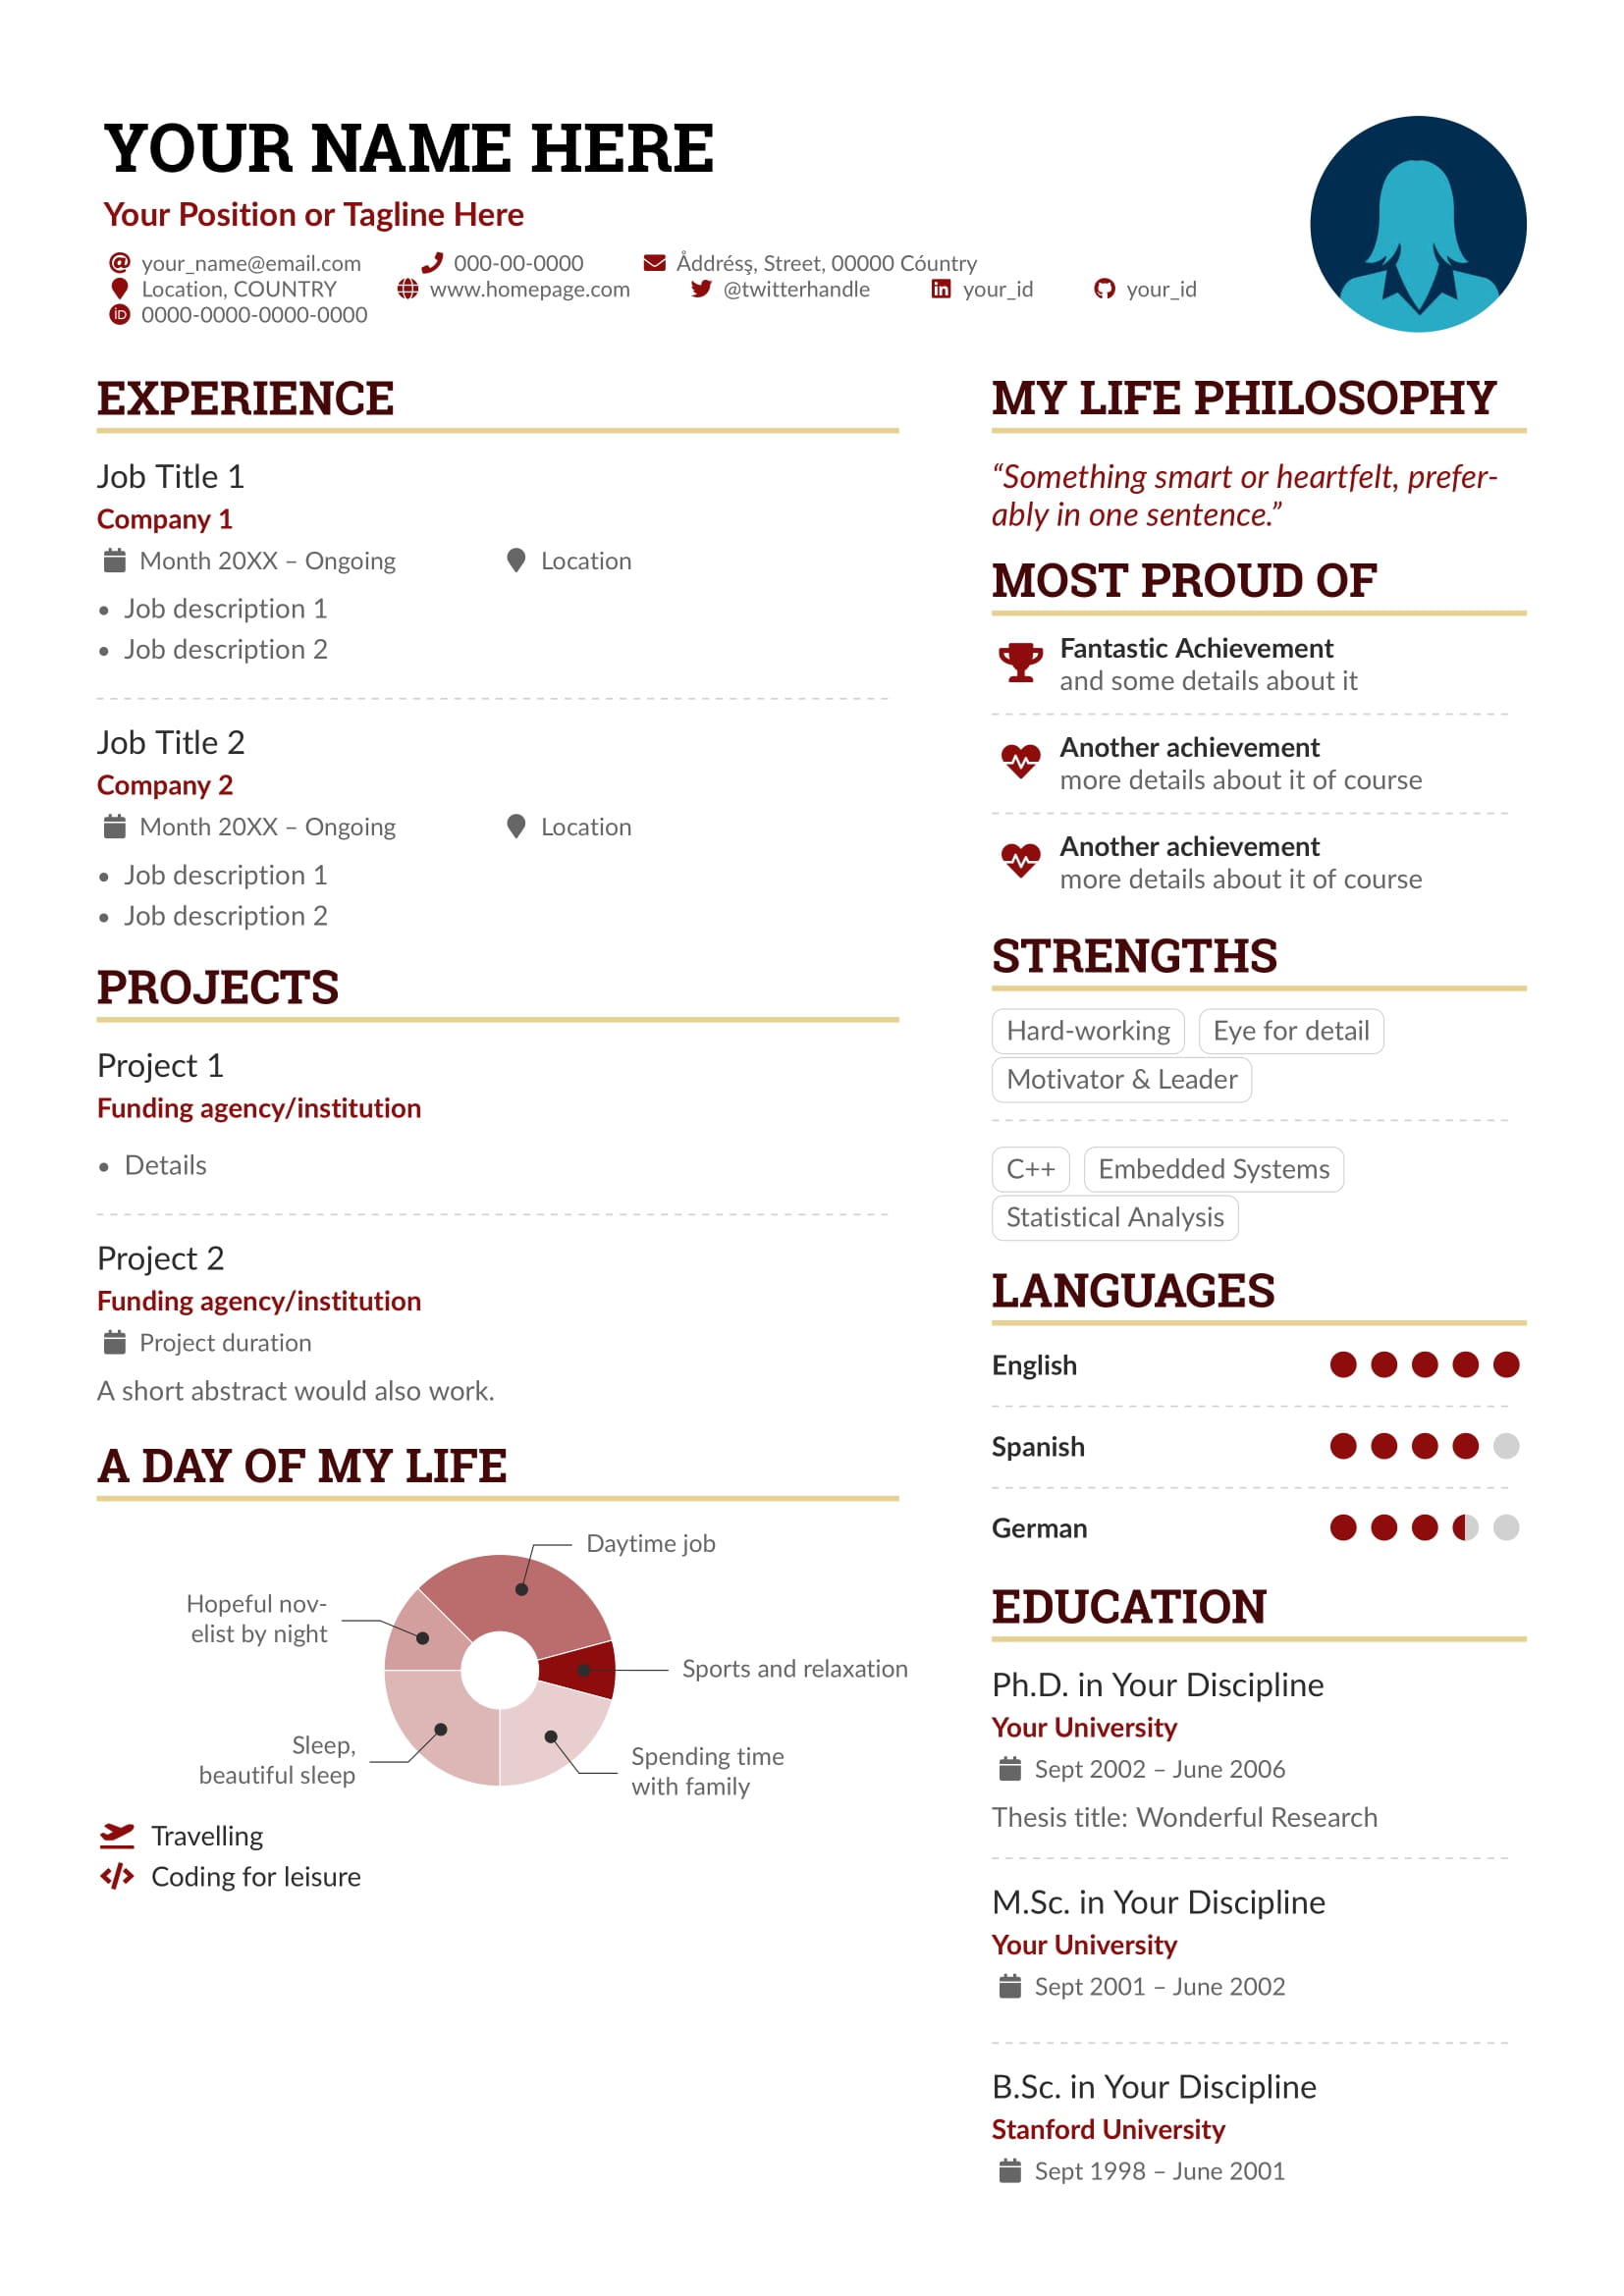 YOUR NAME HERE
Your Position or Tagline Here
your_name@email.com 000-00-0000 Åddréss̨, Street, 00000 Cóuntry
Location, COUNTRY www.homepage.com @twitterhandle your_id your_id
0000-0000-0000-0000
EXPERIENCE
Job Title 1
Company 1
Month 20XX – Ongoing Location
• Job description 1
• Job description 2
Job Title 2
Company 2
Month 20XX – Ongoing Location
• Job description 1
• Job description 2
PROJECTS
Project 1
Funding agency/institution
• Details
Project 2
Funding agency/institution
Project duration
A short abstract would also work.
A DAY OF MY LIFE
Daytime job
Hopeful nov-
elist by night
Sports and relaxation
Sleep,
beautiful sleep
Spending time
with family
Travelling
Coding for leisure
MY LIFE PHILOSOPHY
“Something smart or heartfelt, prefer-
ably in one sentence.”
MOST PROUD OF
Fantastic Achievement
and some details about it
Another achievement
more details about it of course
Another achievement
more details about it of course
STRENGTHS
Hard-working Eye for detail
Motivator & Leader
C++ Embedded Systems
Statistical Analysis
LANGUAGES
English
Spanish
German
EDUCATION
Ph.D. in Your Discipline
Your University
Sept 2002 – June 2006
Thesis title: Wonderful Research
M.Sc. in Your Discipline
Your University
Sept 2001 – June 2002
B.Sc. in Your Discipline
Stanford University
Sept 1998 – June 2001